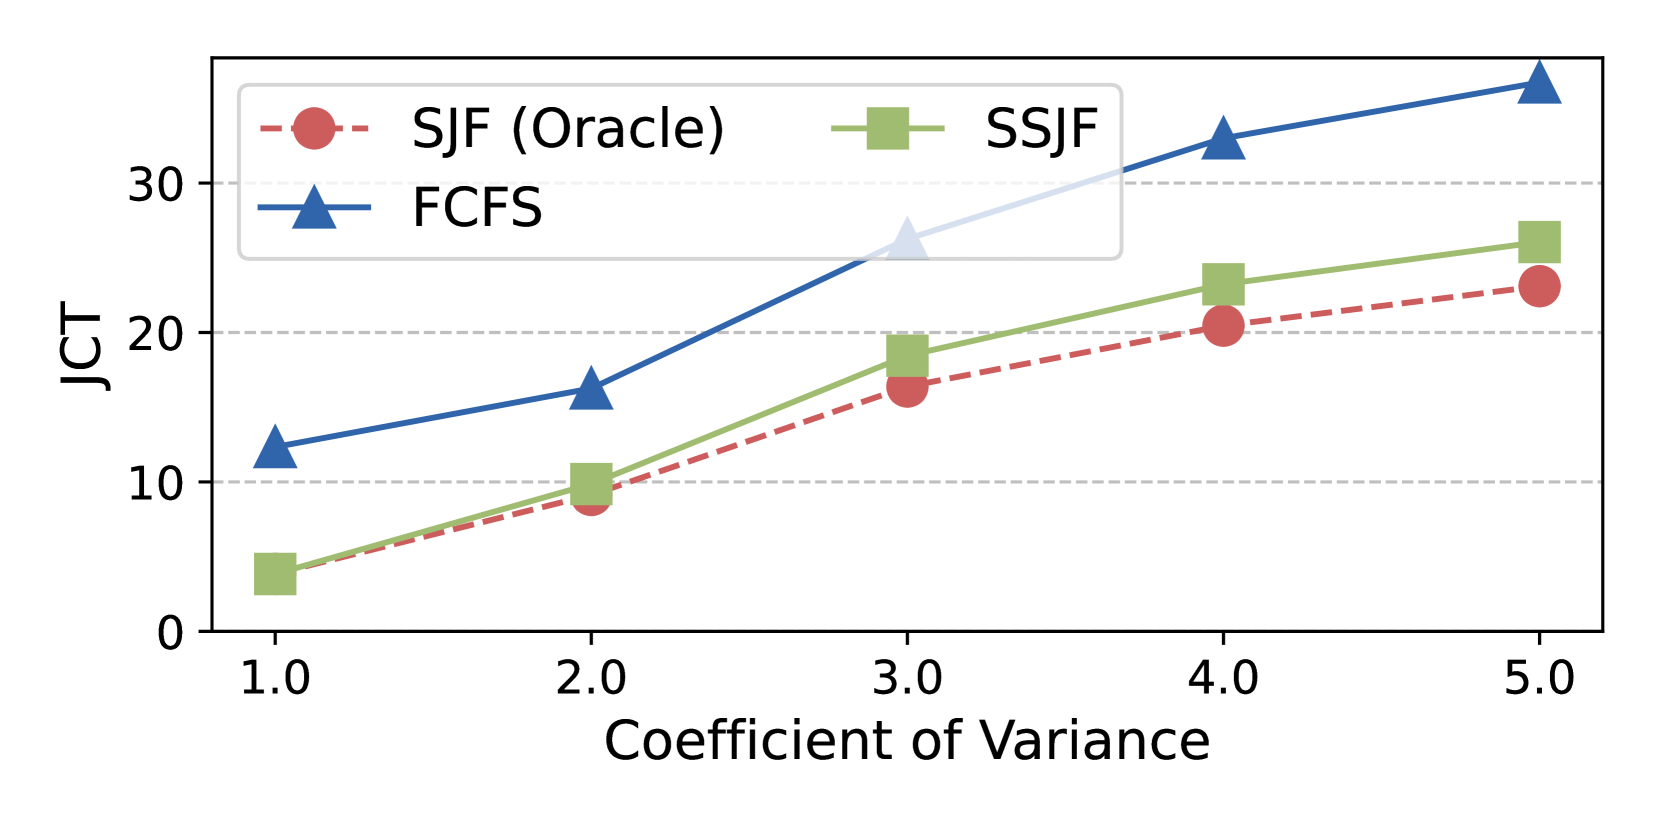 SJF (Oracle)
SSJF
FCFS
JCT
30
20
10
0
1.0 2.0 3.0 4.0 5.0
Coefficient of Variance